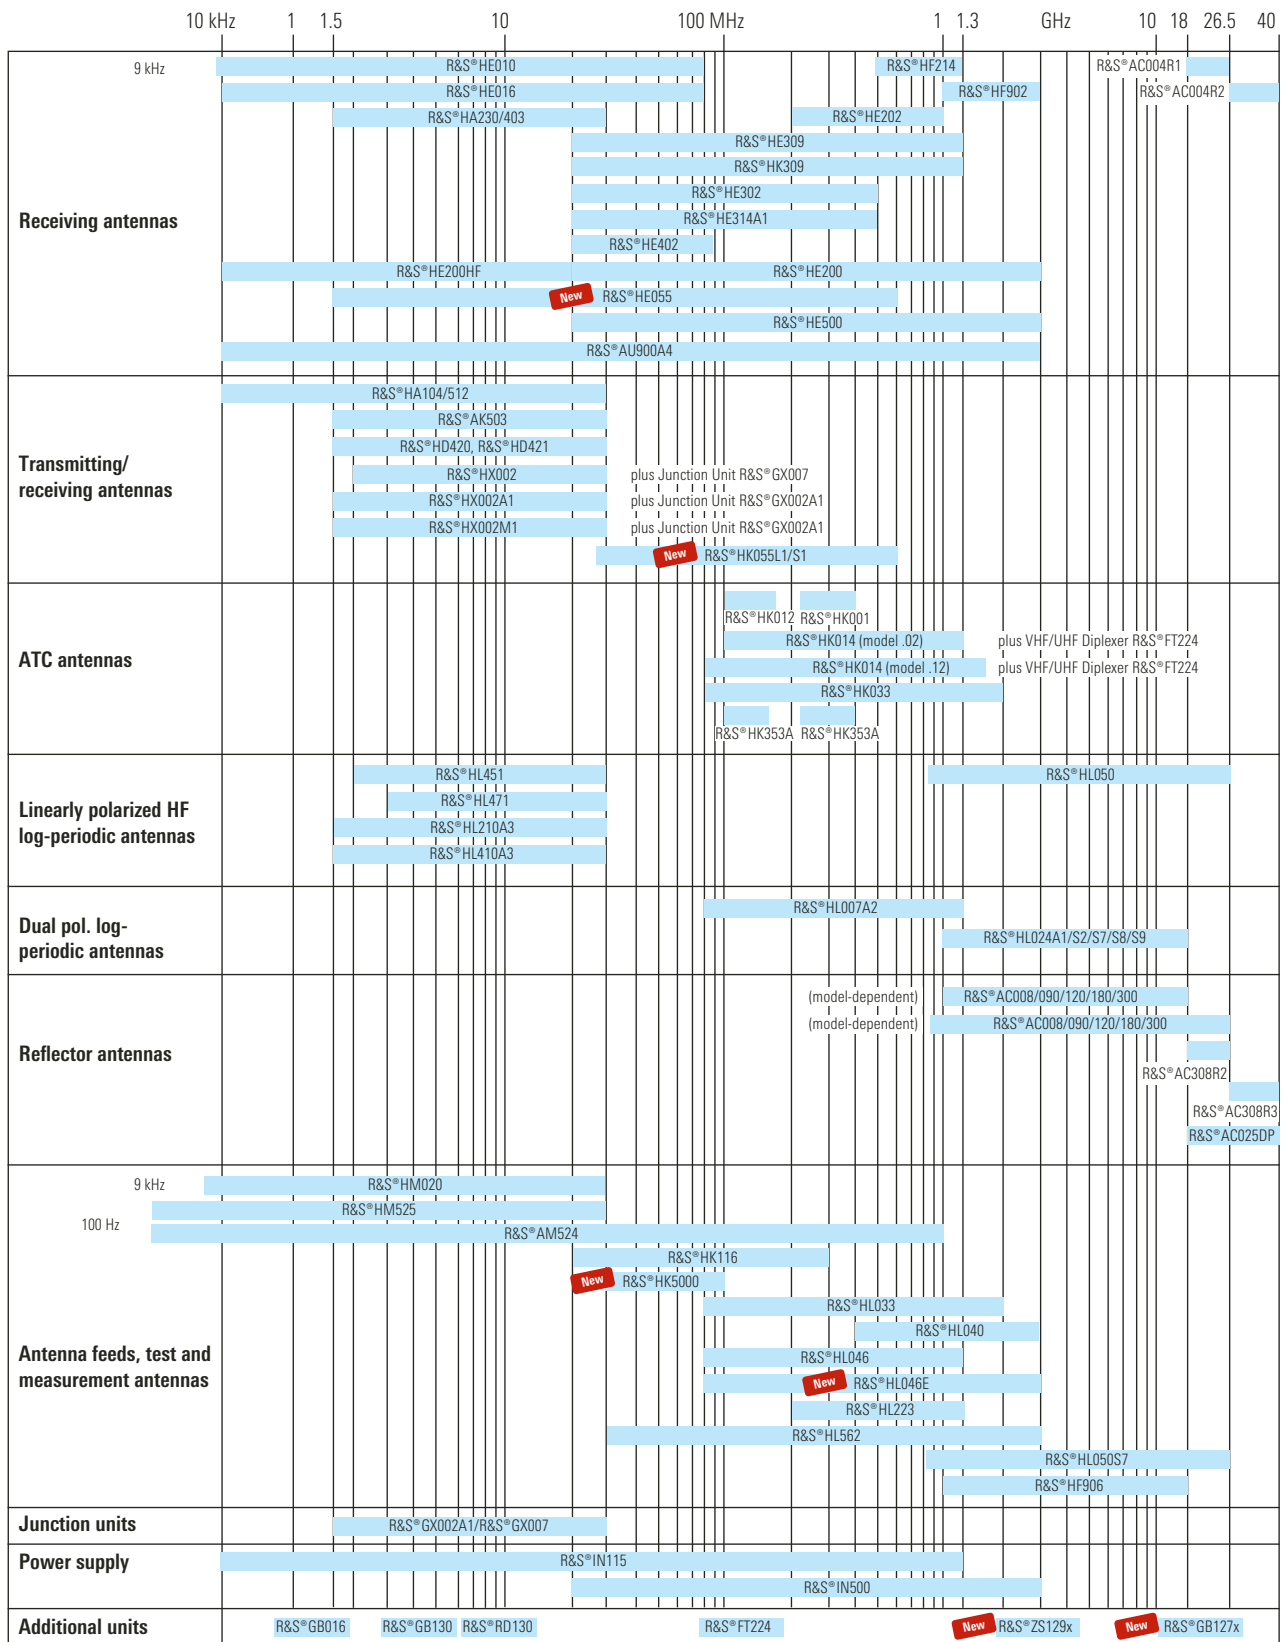 10 kHz 1 1.5 10 100 MHz 1 1.3 GHz 10 18 26.5 40
9 kHz R&S®HE010 R&S®HF214 R&S®AC004R1
R&S®HE016 R&S®HF902 R&S®AC004R2
R&S®HA230/403 R&S®HE202
R&S®HE309
R&S®HK309
R&S®HE302
Receiving antennas
R&S®HE314A1
R&S®HE402
R&S®HE200HF R&S®HE200
New R&S®HE055
R&S®HE500
R&S®AU900A4
R&S®HA104/512
R&S®AK503
R&S®HD420, R&S®HD421
Transmitting/
receiving antennas
R&S®HX002 plus Junction Unit R&S®GX007
R&S®HX002A1 plus Junction Unit R&S®GX002A1
R&S®HX002M1 plus Junction Unit R&S®GX002A1
New R&S®HK055L1/S1
R&S®HK012 R&S®HK001
R&S®HK014 (model .02) plus VHF/UHF Diplexer R&S®FT224
ATC antennas
R&S®HK014 (model .12) plus VHF/UHF Diplexer R&S®FT224
R&S®HK033
R&S®HK353A R&S®HK353A
R&S®HL451 R&S®HL050
R&S®HL471
Linearly polarized HF
log-periodic antennas
R&S®HL210A3
R&S®HL410A3
R&S®HL007A2
Dual pol. log-
periodic antennas
R&S®HL024A1/S2/S7/S8/S9
(model-dependent) R&S®AC008/090/120/180/300
(model-dependent) R&S®AC008/090/120/180/300
Reflector antennas
R&S®AC308R2
R&S®AC308R3
R&S®AC025DP
9 kHz R&S®HM020
R&S®HM525
100 Hz
R&S®AM524
R&S®HK116
New R&S®HK5000
R&S®HL033
R&S®HL040
Antenna feeds, test and
measurement antennas
R&S®HL046
New R&S®HL046E
R&S®HL223
R&S®HL562
R&S®HL050S7
R&S®HF906
Junction units R&S®GX002A1/R&S®GX007
Power supply R&S®IN115
R&S®IN500
Additional units R&S®GB016 R&S®GB130 R&S®RD130 R&S®FT224 New R&S®ZS129x New R&S®GB127x